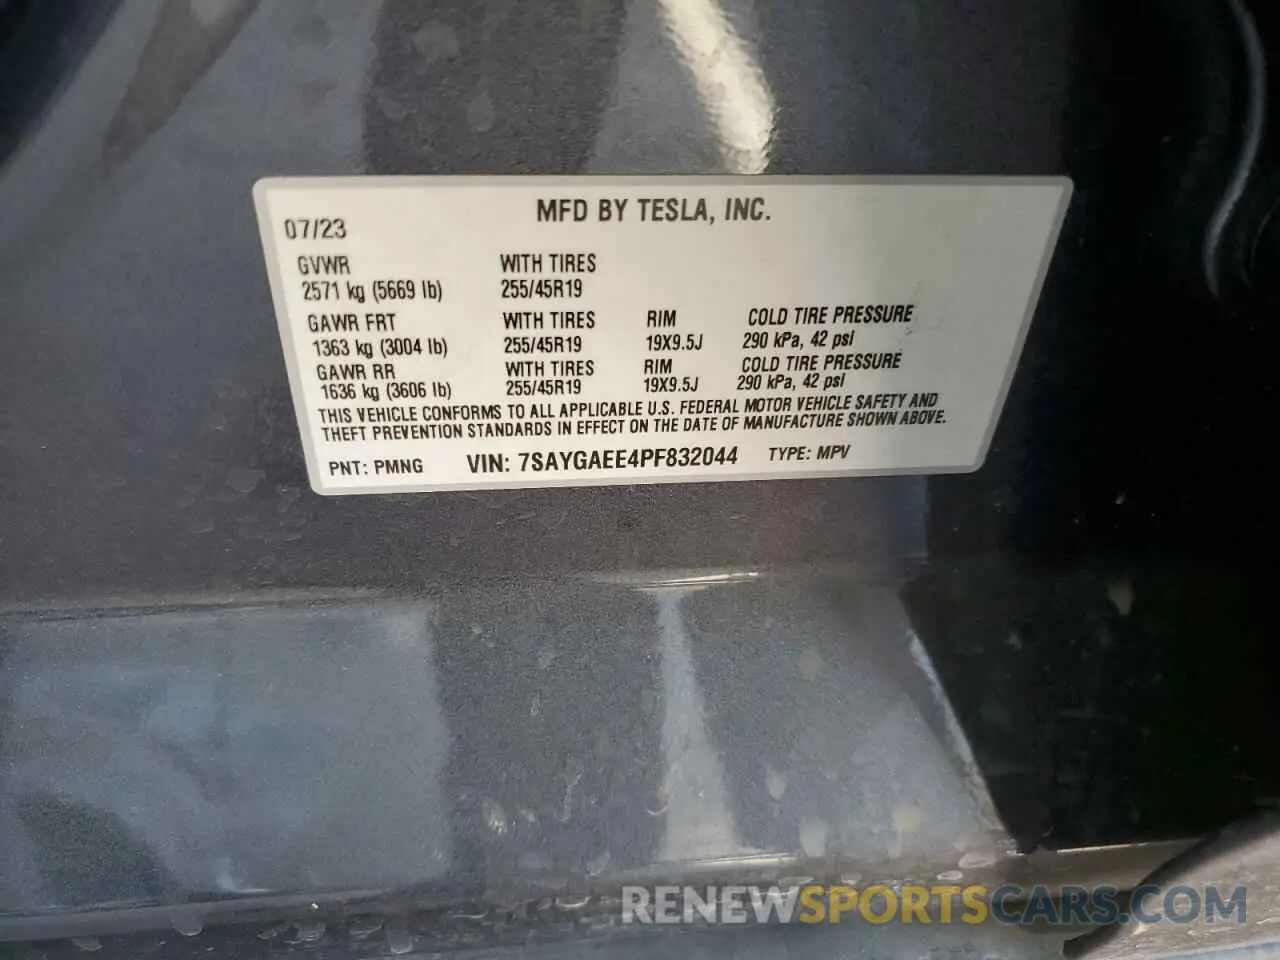 MFD BY TESLA, INC.
07/23
GVWR WITH TIRES
2571 kg (5669 lb) 255/45R19
GAWR FRT WITH TIRES RIM COLD TIRE PRESSURE
1363 kg (3004 lb) 255/45R19 19X9.5J 290 kPa, 42 psi
GAWR RR WITH TIRES RIM COLD TIRE PRESSURE
1636 kg (3606 lb) 255/45R19 19X9.5J 290 kPa, 42 psi
THIS VEHICLE CONFORMS TO ALL APPLICABLE U.S. FEDERAL MOTOR VEHICLE SAFETY AND
THEFT PREVENTION STANDARDS IN EFFECT ON THE DATE OF MANUFACTURE SHOWN ABOVE.
PNT: PMNG VIN: 7SAYGAEE4PF832044 TYPE: MPV
RENEWSPORTSCARS.COM